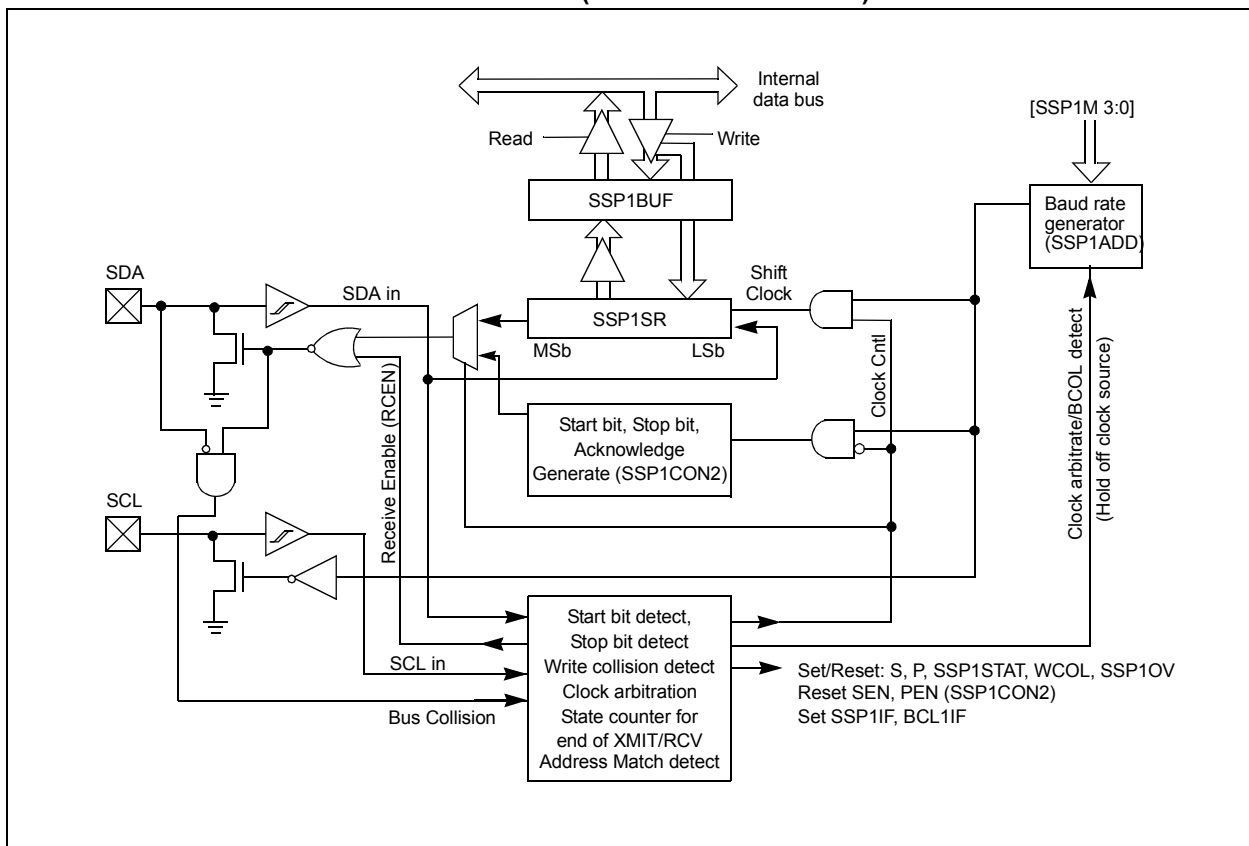 Internal
data bus
[SSP1M 3:0]
Read
Write
SSP1BUF
Baud rate
generator
(SSP1ADD)
SDA
SDA in
Shift
Clock
SSP1SR
MSb
LSb
Clock Cntl
Receive Enable (RCEN)
Start bit, Stop bit,
Acknowledge
Generate (SSP1CON2)
Clock arbitrate/BCOL detect
(Hold off clock source)
SCL
SCL in
Bus Collision
Start bit detect,
Stop bit detect
Write collision detect
Clock arbitration
State counter for
end of XMIT/RCV
Address Match detect
Set/Reset: S, P, SSP1STAT, WCOL, SSP1OV
Reset SEN, PEN (SSP1CON2)
Set SSP1IF, BCL1IF